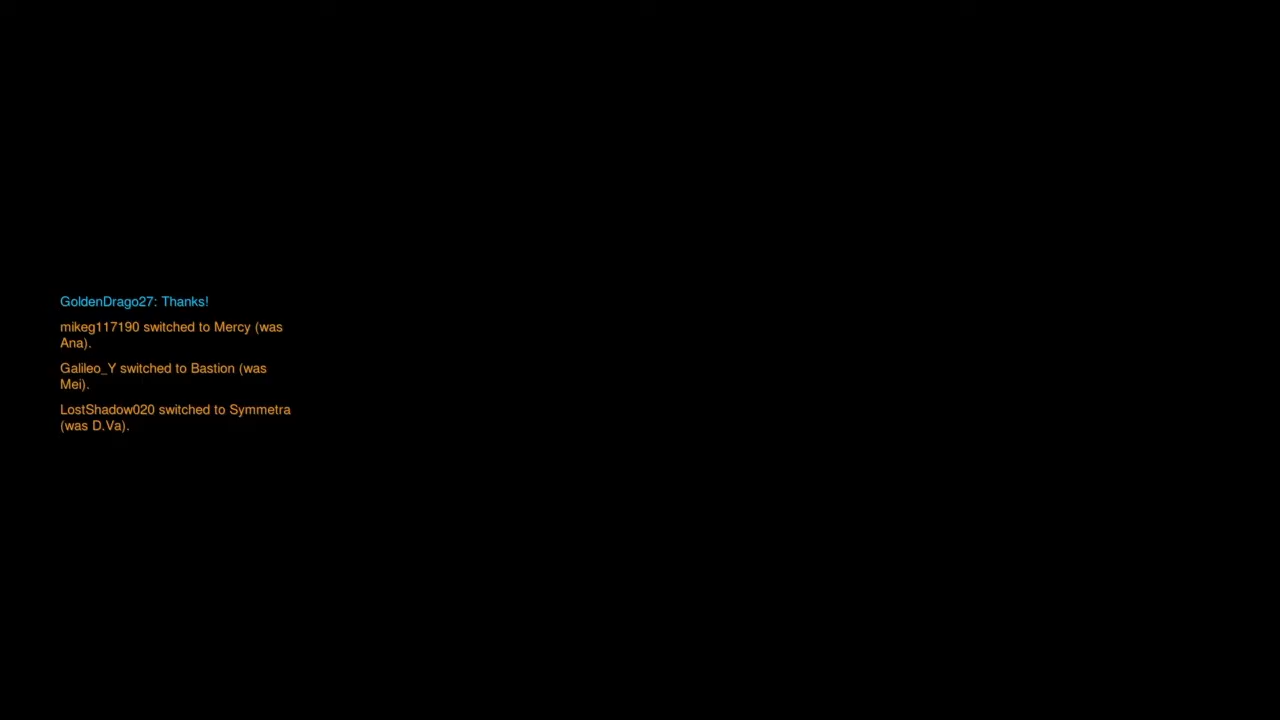 GoldenDrago27: Thanks!
mikeg117190 switched to Mercy (was
Ana).
Galileo_Y switched to Bastion (was
Mei).
LostShadow020 switched to Symmetra
(was D.Va).